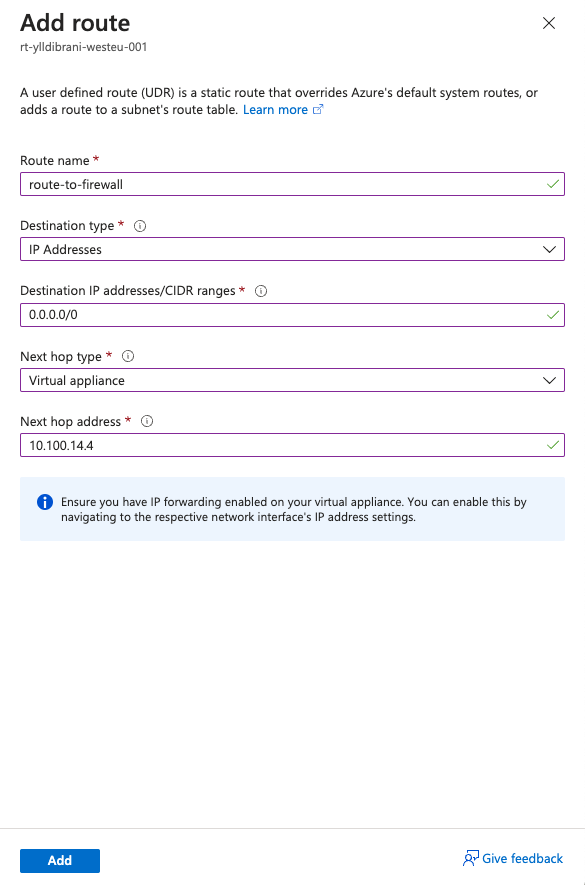 Add route
rt-ylldibrani-westeu-001
A user defined route (UDR) is a static route that overrides Azure's default system routes, or
adds a route to a subnet's route table. Learn more
Route name *
route-to-firewall
Destination type *
IP Addresses
Destination IP addresses/CIDR ranges *
0.0.0.0/0
Next hop type *
Virtual appliance
Next hop address *
10.100.14.4
Ensure you have IP forwarding enabled on your virtual appliance. You can enable this by
navigating to the respective network interface's IP address settings.
Add
Give feedback